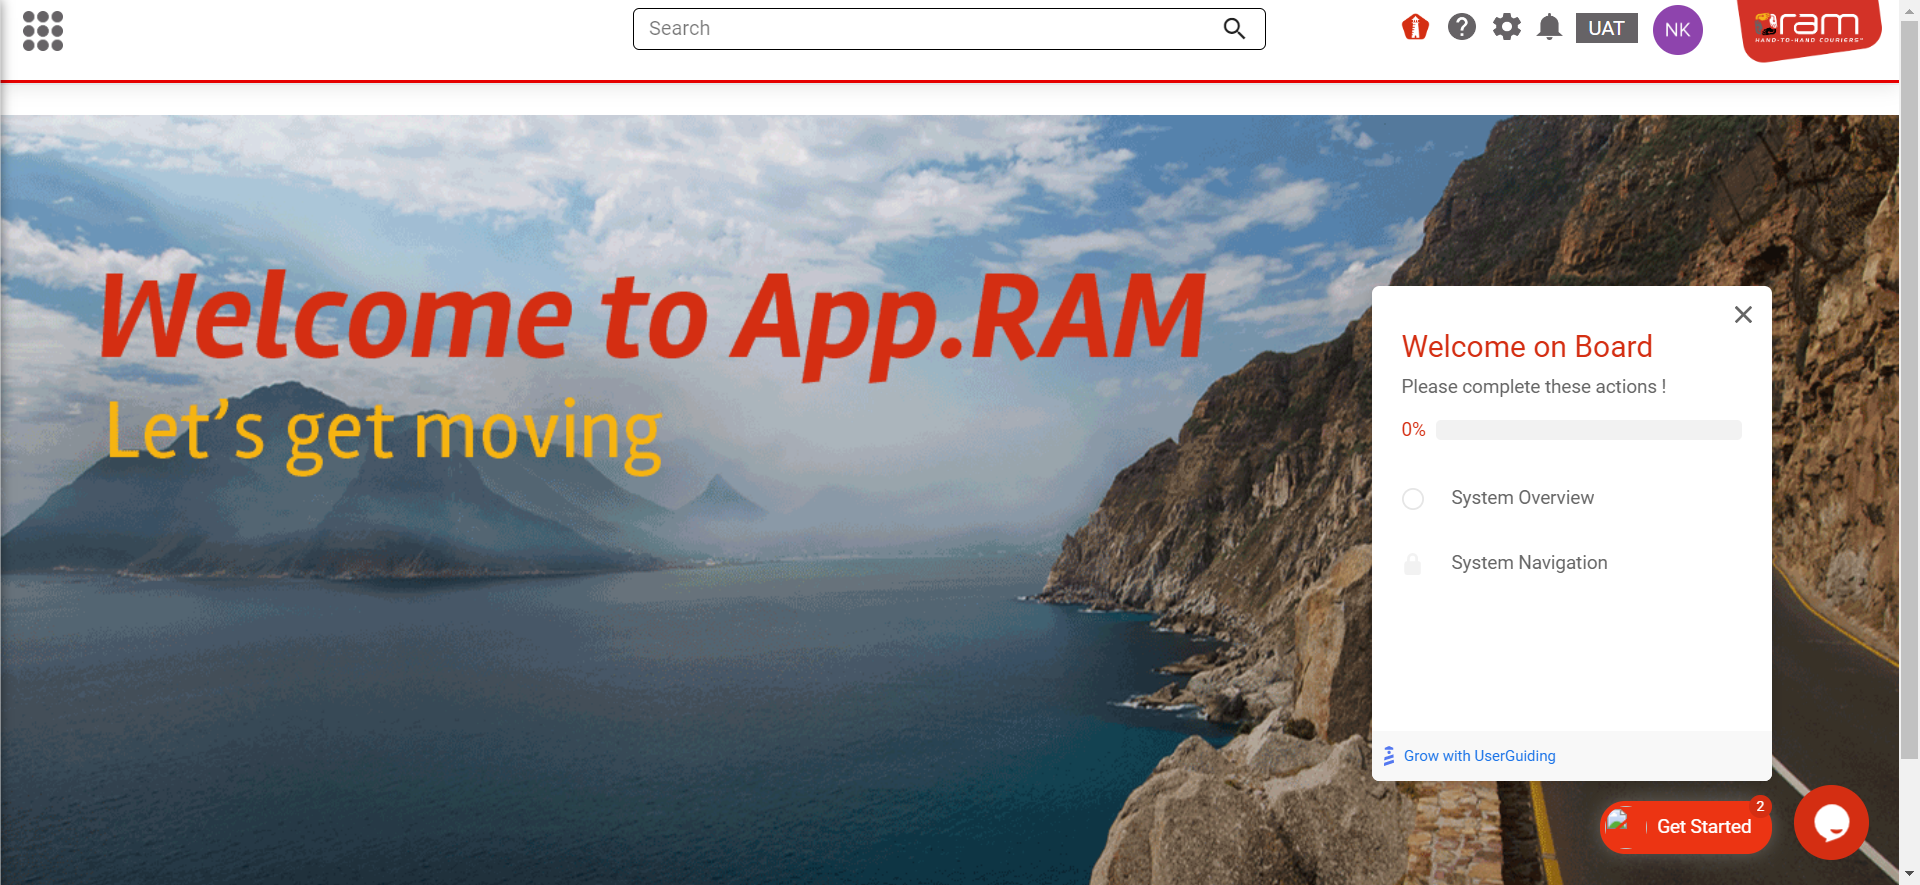 Search
UAT
NK
ram
HAND-TO-HAND COURIERS
Welcome to App.RAM
Let's get moving
Welcome on Board
Please complete these actions !
0%
System Overview
System Navigation
Grow with UserGuiding
2
Get Started